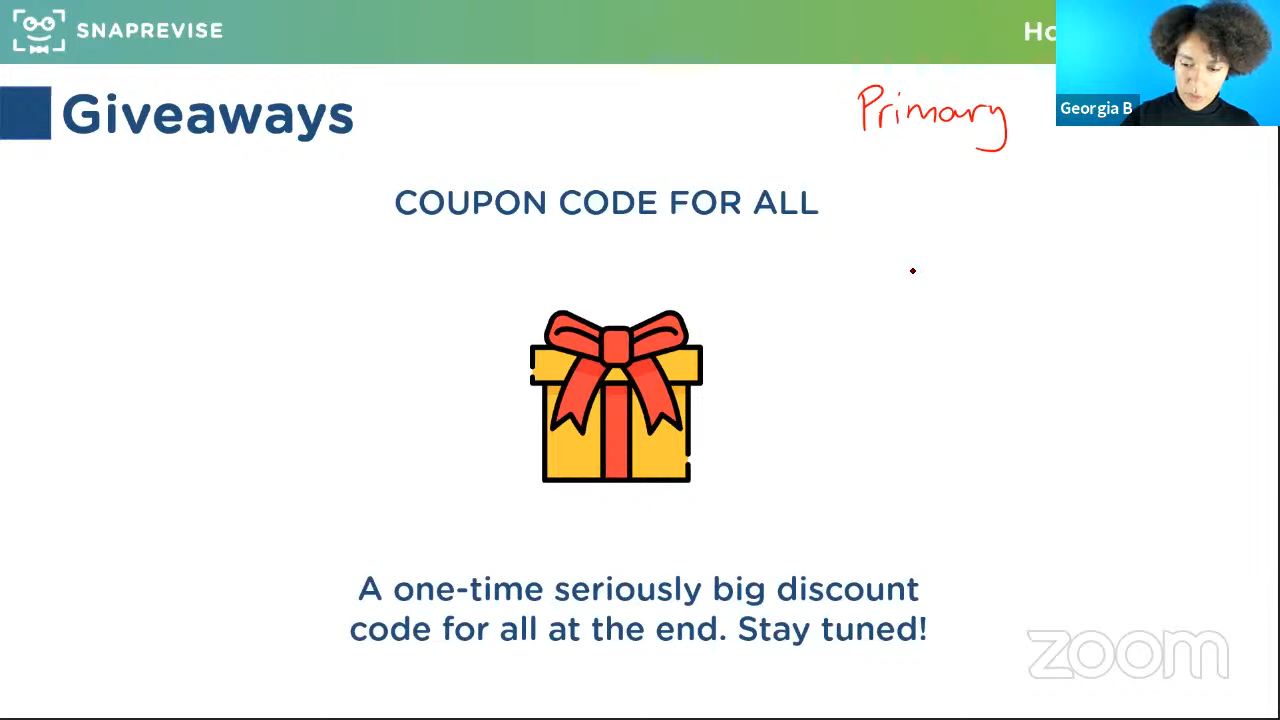 SNAPREVISE
Ho
Giveaways
Primary
Georgia B
COUPON CODE FOR ALL
A one-time seriously big discount
code for all at the end. Stay tuned!
zoom